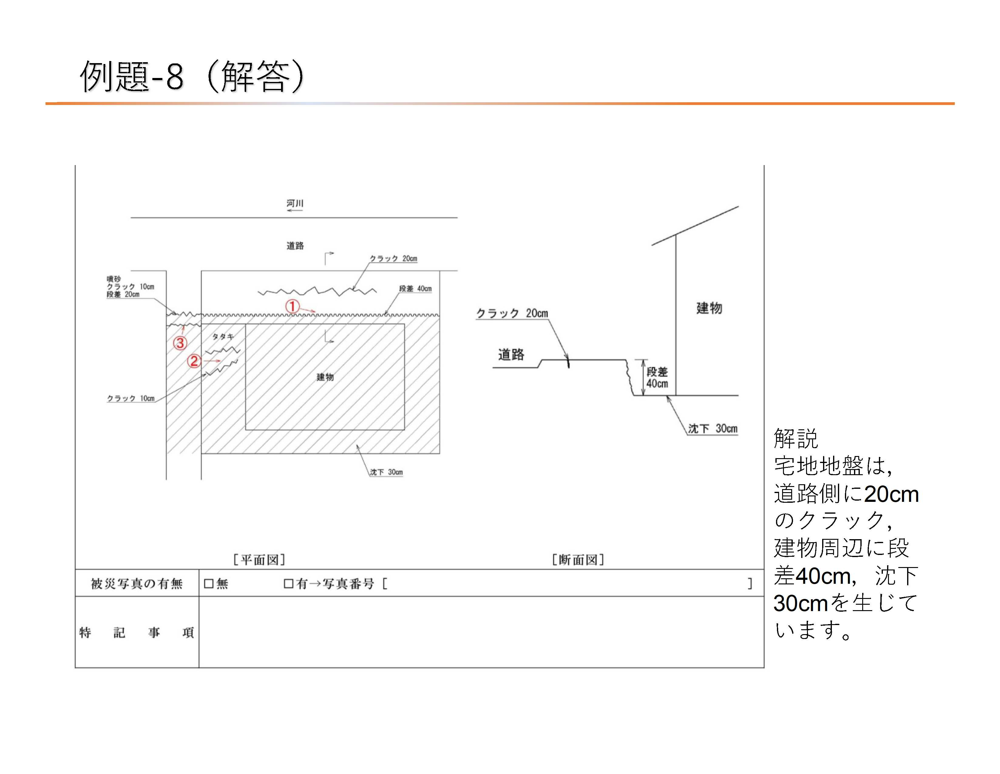 例題-8（解答）
河川
道路
クラック 20cm
噴砂
クラック 10cm
段差 20cm
段差 40cm
①
③
タタキ
②
建物
クラック 10cm
沈下 30cm
建物
クラック 20cm
道路
段差
40cm
沈下 30cm
［平面図］
［断面図］
被災写真の有無 □無 □有→写真番号［ ］
特記事項
解説
宅地地盤は，
道路側に20cm
のクラック，
建物周辺に段
差40cm，沈下
30cmを生じて
います。